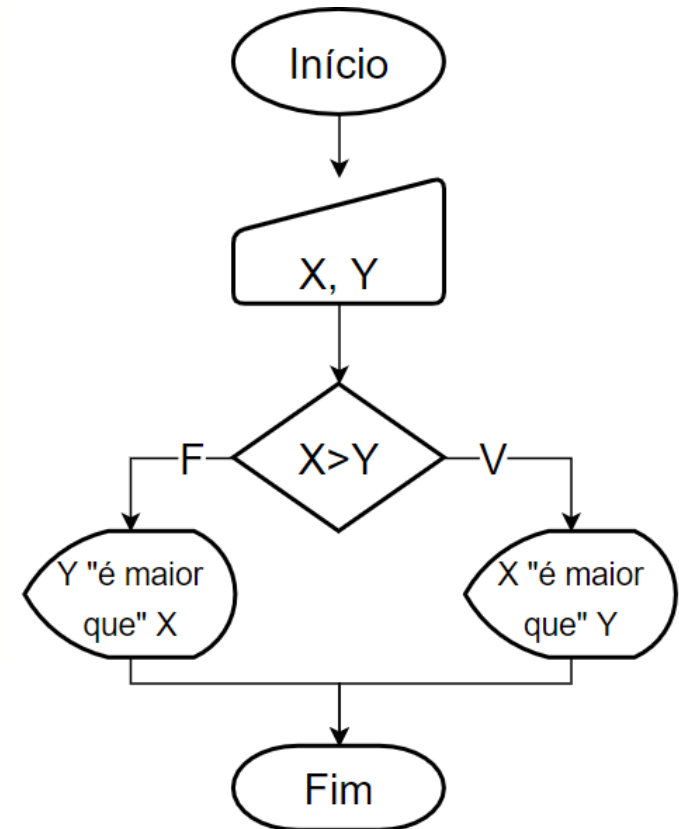 Início
X, Y
X>Y
F
V
Y "é maior
que" X
X "é maior
que" Y
Fim